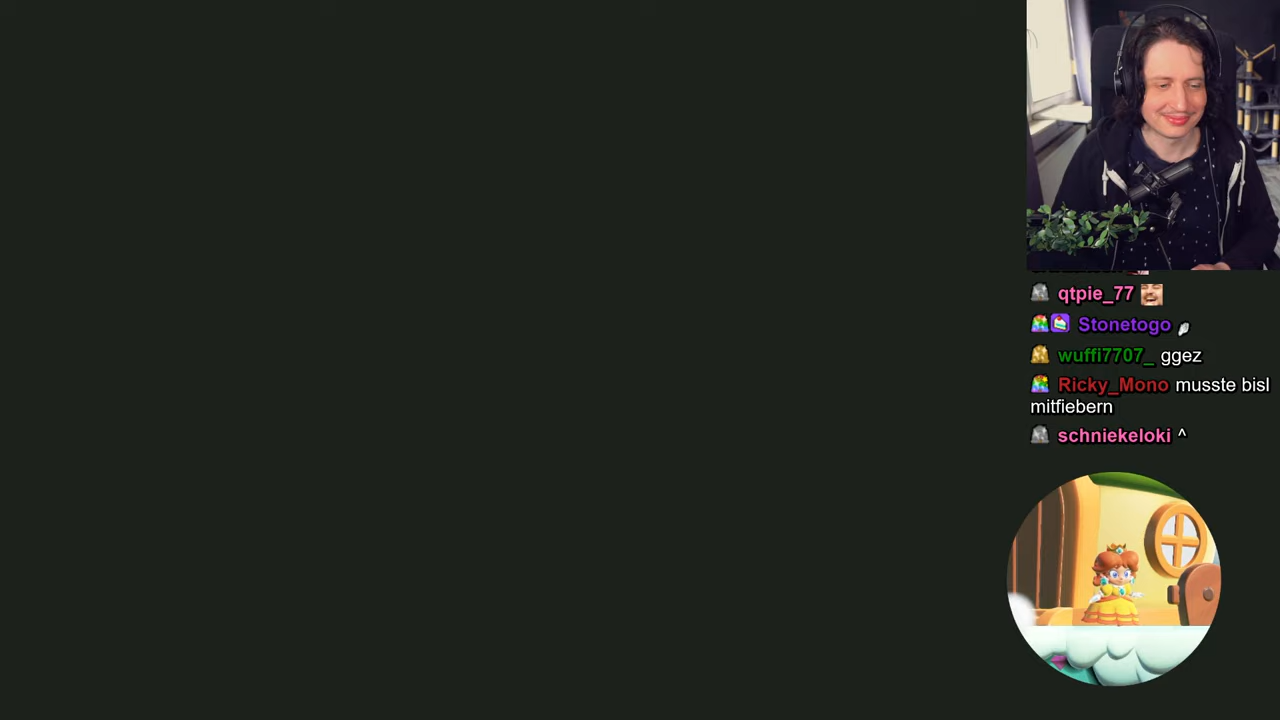 qtpie_77
Stonetogo
wuffi7707_ ggez
Ricky_Mono musste bisl
mitfiebern
schniekeloki ^